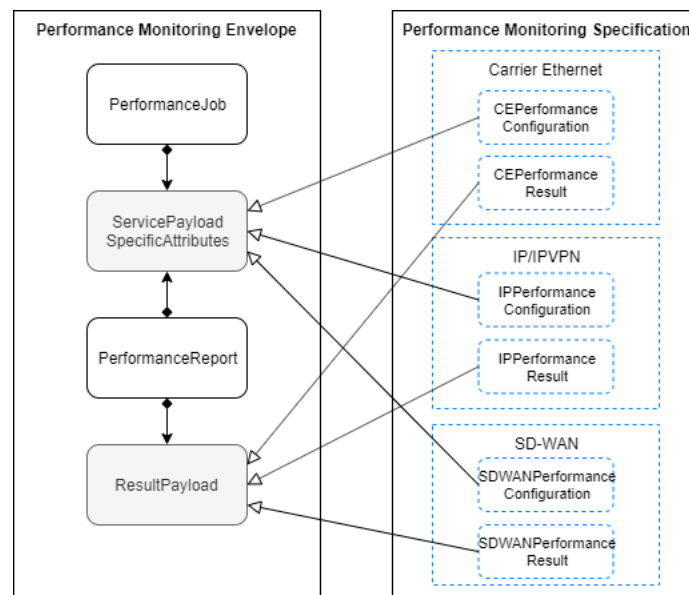 Performance Monitoring Envelope
PerformanceJob
ServicePayload
SpecificAttributes
PerformanceReport
ResultPayload
Performance Monitoring Specification
Carrier Ethernet
CEPerformance
Configuration
CEPerformance
Result
IP/IPVPN
IPPerformance
Configuration
IPPerformance
Result
SD-WAN
SDWANPerformance
Configuration
SDWANPerformance
Result